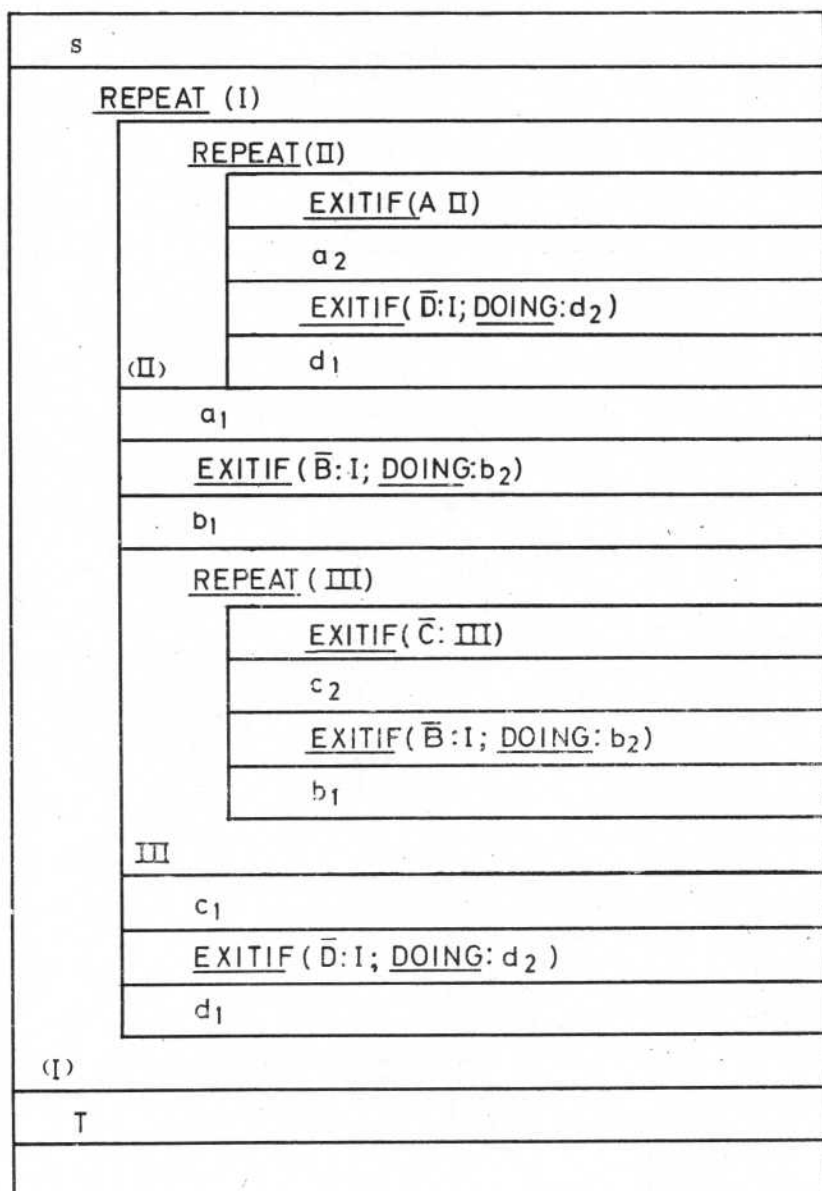 s
REPEAT (I)
REPEAT(II)
EXITIF(A II)
a₂
EXITIF(D̄:I; DOING:d₂)
d₁
(II)
a₁
EXITIF(B̄:I; DOING:b₂)
b₁
REPEAT(III)
EXITIF(C̄: III)
c₂
EXITIF(B̄:I; DOING:b₂)
b₁
III
c₁
EXITIF(D̄:I; DOING:d₂)
d₁
(I)
T